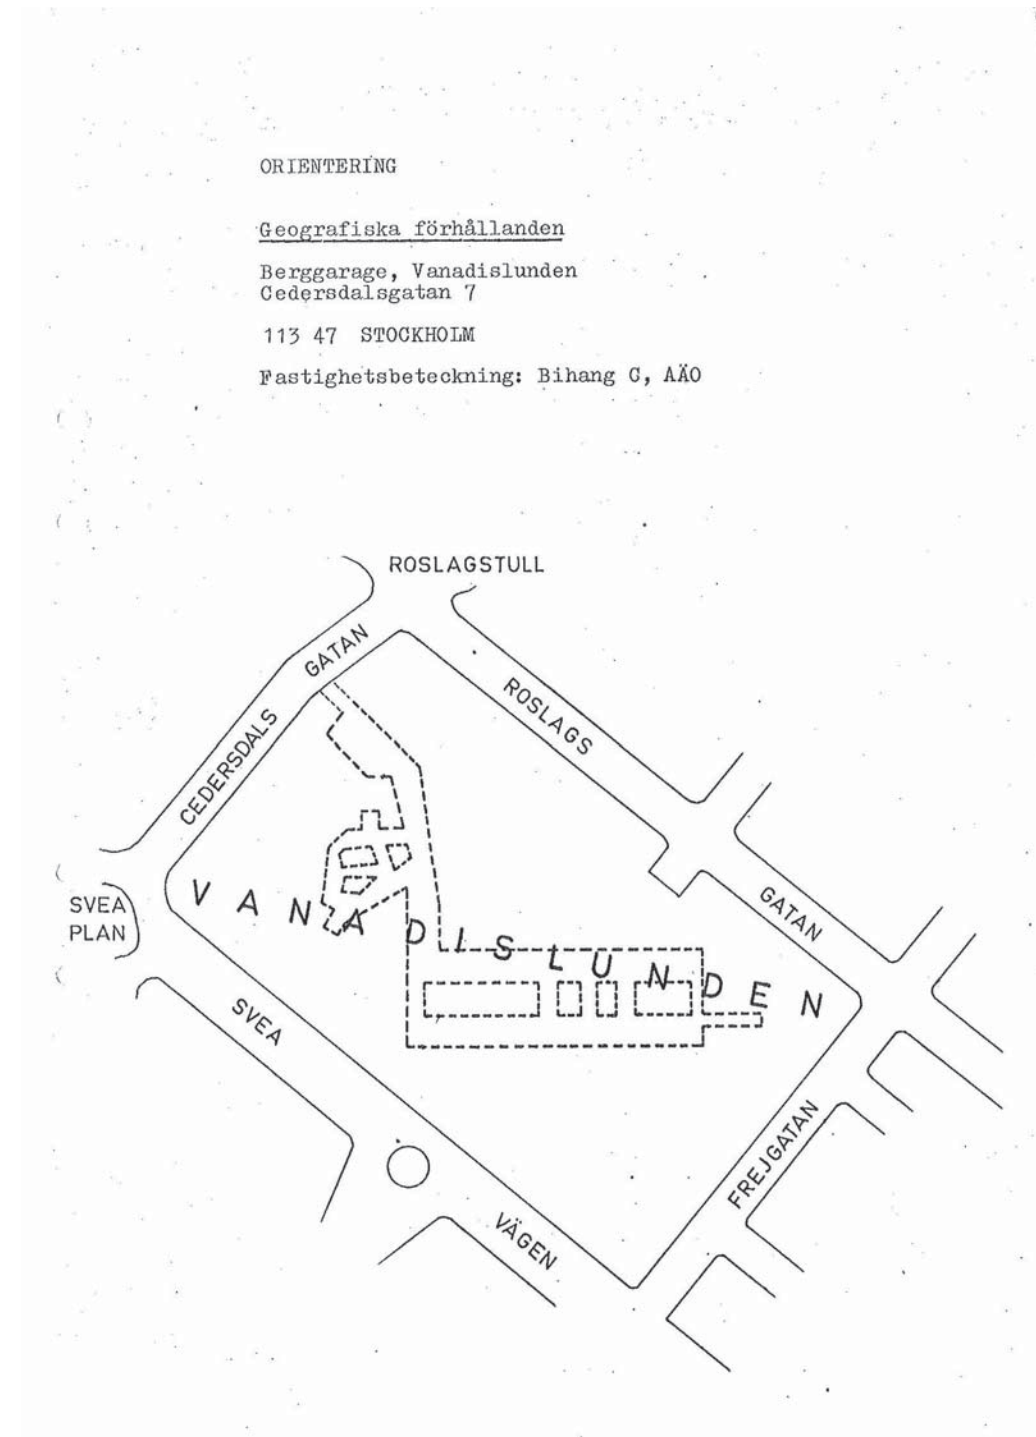 ORIENTERING
Geografiska förhållanden
Berggarage, Vanadislunden
Cedersdalsgatan 7
113 47 STOCKHOLM
Fastighetsbeteckning: Bihang C, AÄO
ROSLAGSTULL
CEDERSDALS GATAN
ROSLAGS GATAN
SVEA PLAN
VANADISLUNDEN
SVEA VÄGEN
FREJGATAN